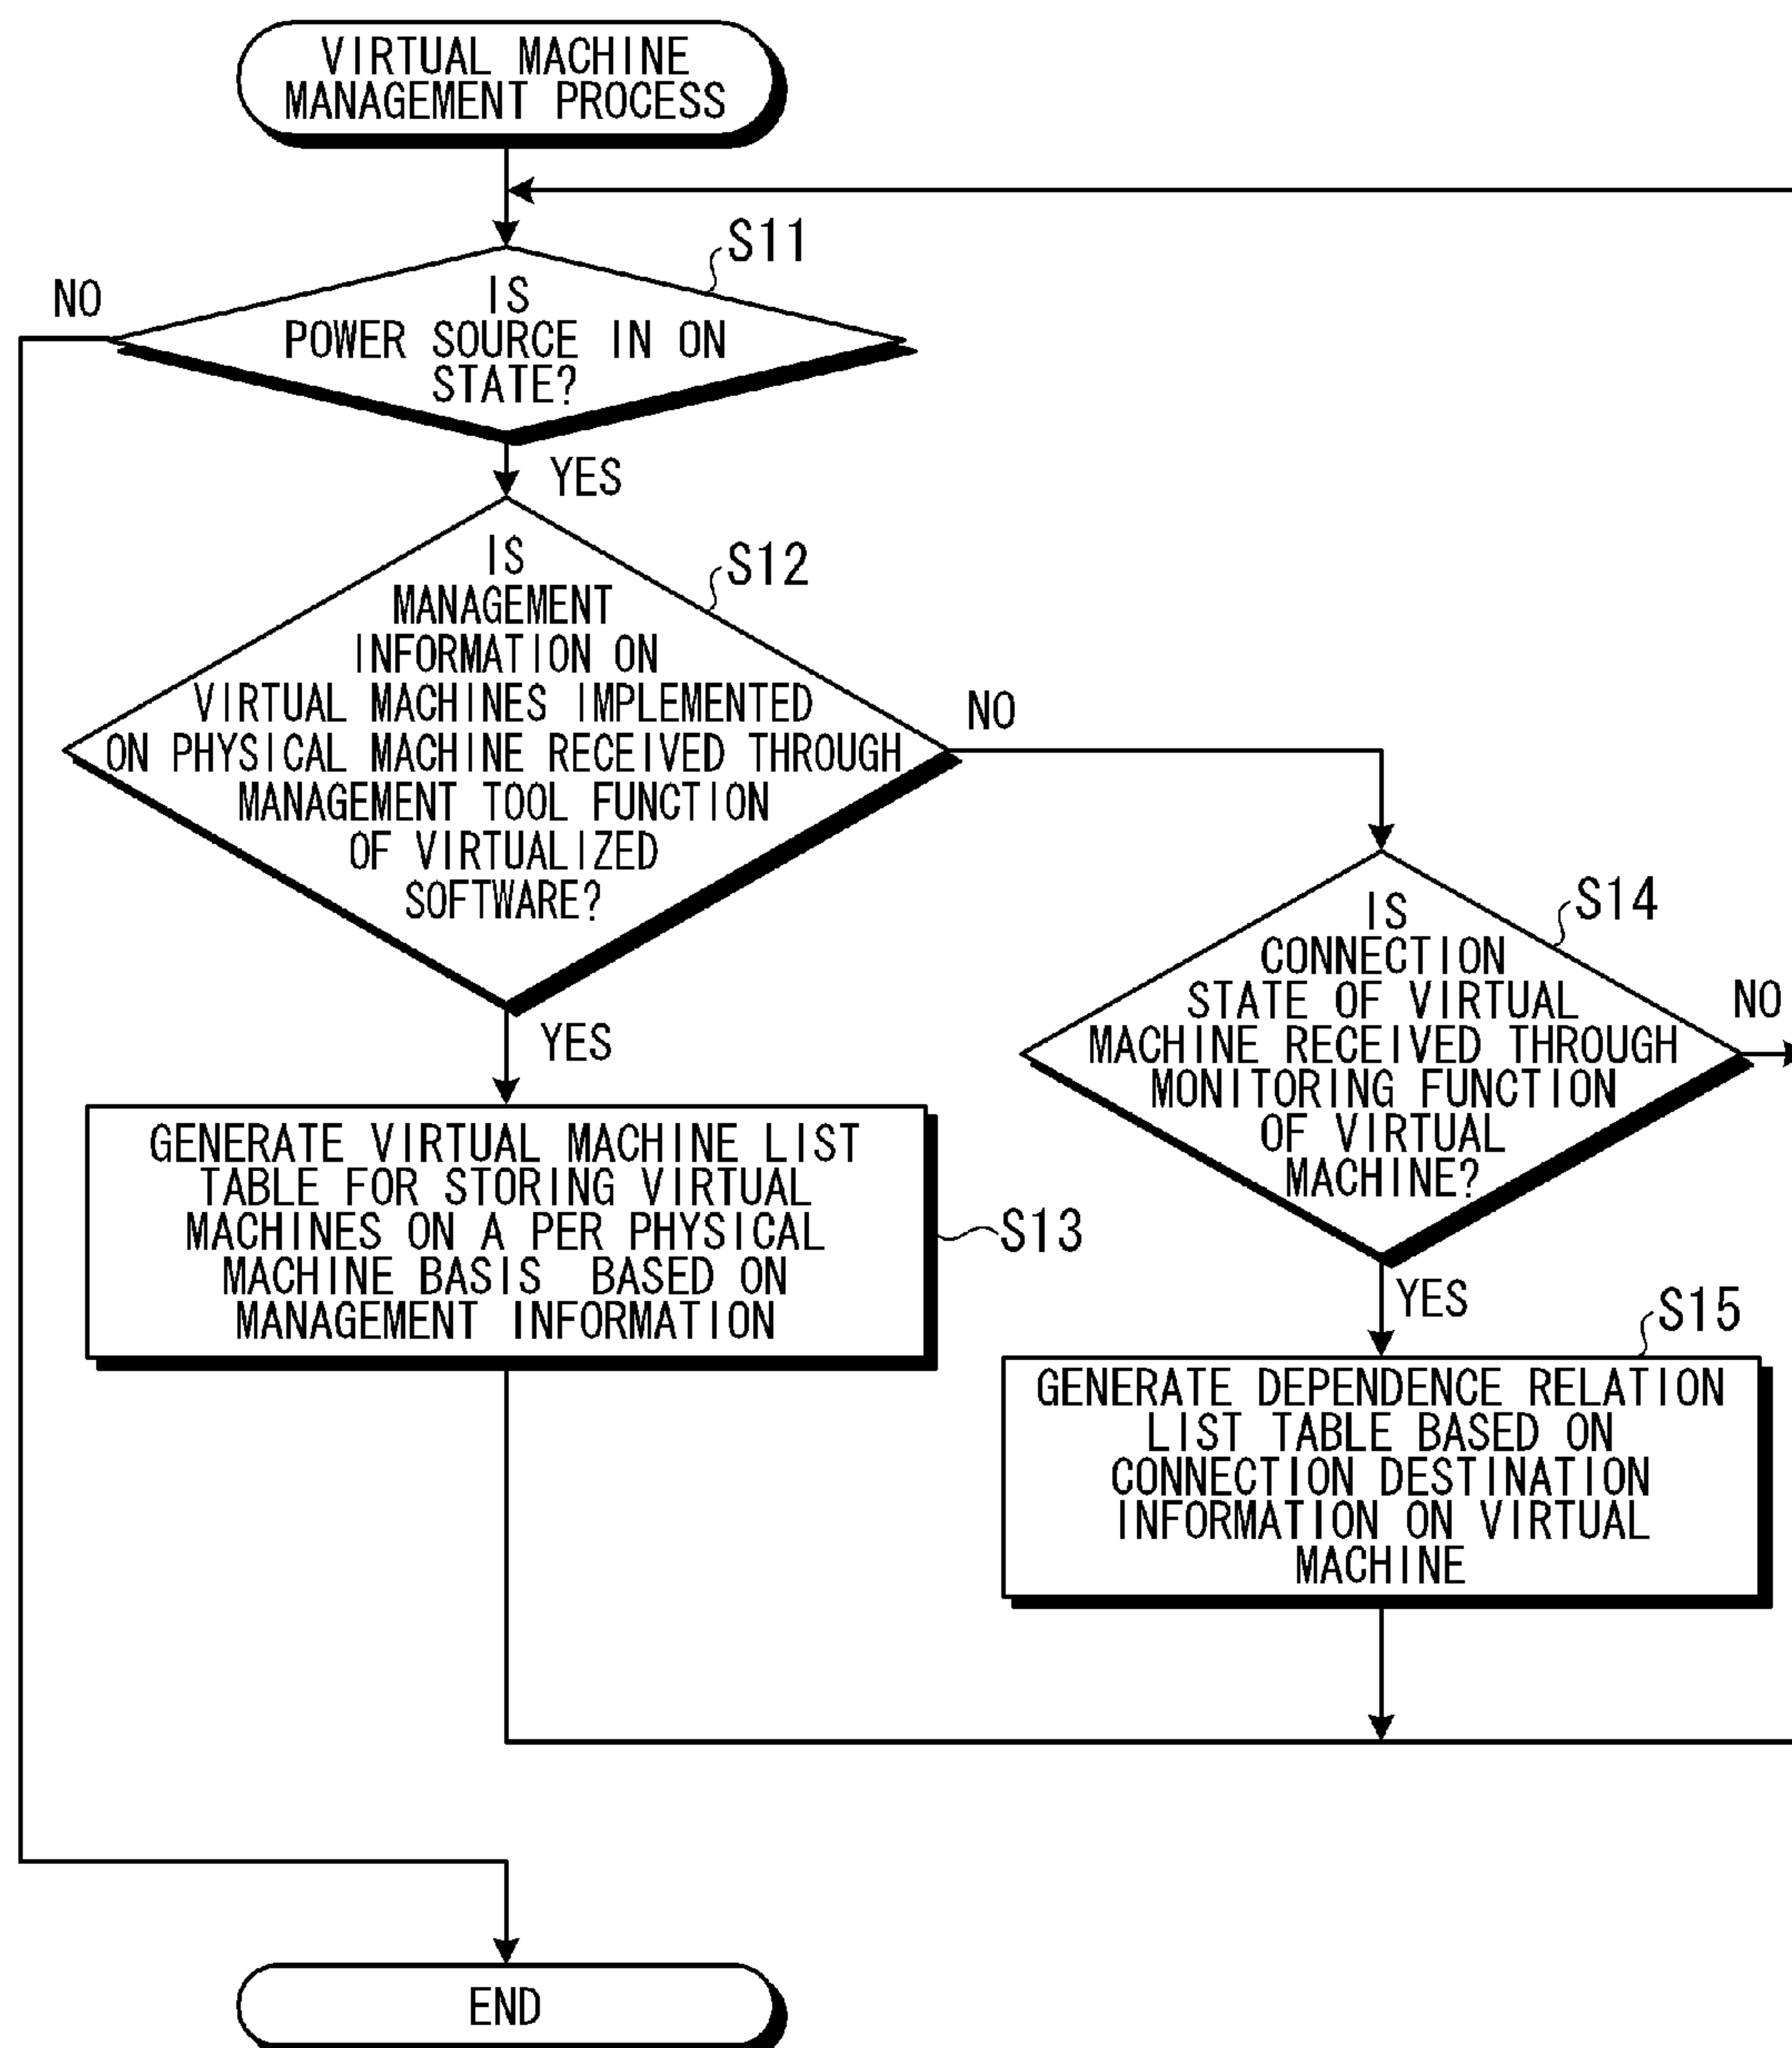 VIRTUAL MACHINE
MANAGEMENT PROCESS
S11
NO
IS
POWER SOURCE IN ON
STATE?
YES
S12
IS
MANAGEMENT
INFORMATION ON
VIRTUAL MACHINES IMPLEMENTED
ON PHYSICAL MACHINE RECEIVED THROUGH
MANAGEMENT TOOL FUNCTION
OF VIRTUALIZED
SOFTWARE?
NO
YES
S14
IS
CONNECTION
STATE OF VIRTUAL
MACHINE RECEIVED THROUGH
MONITORING FUNCTION
OF VIRTUAL
MACHINE?
NO
YES
GENERATE VIRTUAL MACHINE LIST
TABLE FOR STORING VIRTUAL
MACHINES ON A PER PHYSICAL
MACHINE BASIS BASED ON
MANAGEMENT INFORMATION
S13
S15
GENERATE DEPENDENCE RELATION
LIST TABLE BASED ON
CONNECTION DESTINATION
INFORMATION ON VIRTUAL
MACHINE
END